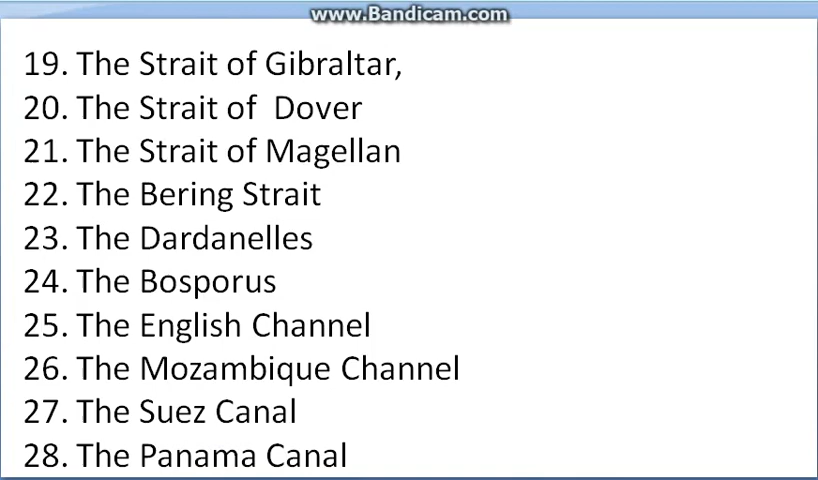 www.Bandicam.com
19. The Strait of Gibraltar,
20. The Strait of  Dover
21. The Strait of Magellan
22. The Bering Strait
23. The Dardanelles
24. The Bosporus
25. The English Channel
26. The Mozambique Channel
27. The Suez Canal
28. The Panama Canal